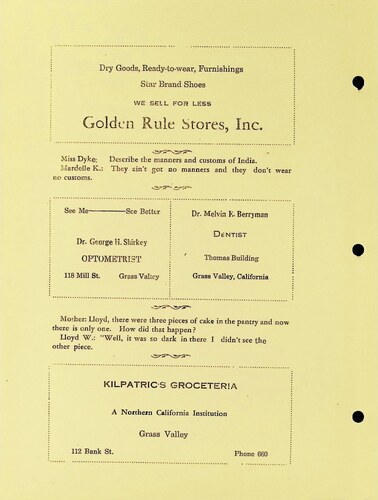 Dry Goods, Ready-to-wear, Furnishings
Star Brand Shoes
WE SELL FOR LESS
Golden Rule Stores, Inc.
Miss Dyke: Describe the manners and customs of India.
Mardelle K.: They ain't got no manners and they don't wear
no customs.
See Me———See Better
Dr. George H. Shirkey
OPTOMETRIST
118 Mill St. Grass Valley
Dr. Melvin R. Berryman
DENTIST
Thomas Building
Grass Valley, California
Mother: Lloyd, there were three pieces of cake in the pantry and now
there is only one. How did that happen?
Lloyd W.: "Well, it was so dark in there I didn't see the
other piece.
KILPATRIC'S GROCETERIA
A Northern California Institution
Grass Valley
112 Bank St. Phone 660